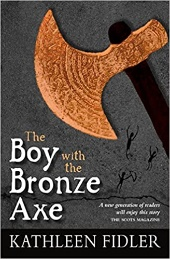 The
Boy with
the
Bronze
Axe
A new generation of readers
will enjoy this story
THE SCOTS MAGAZINE
KATHLEEN FIDLER